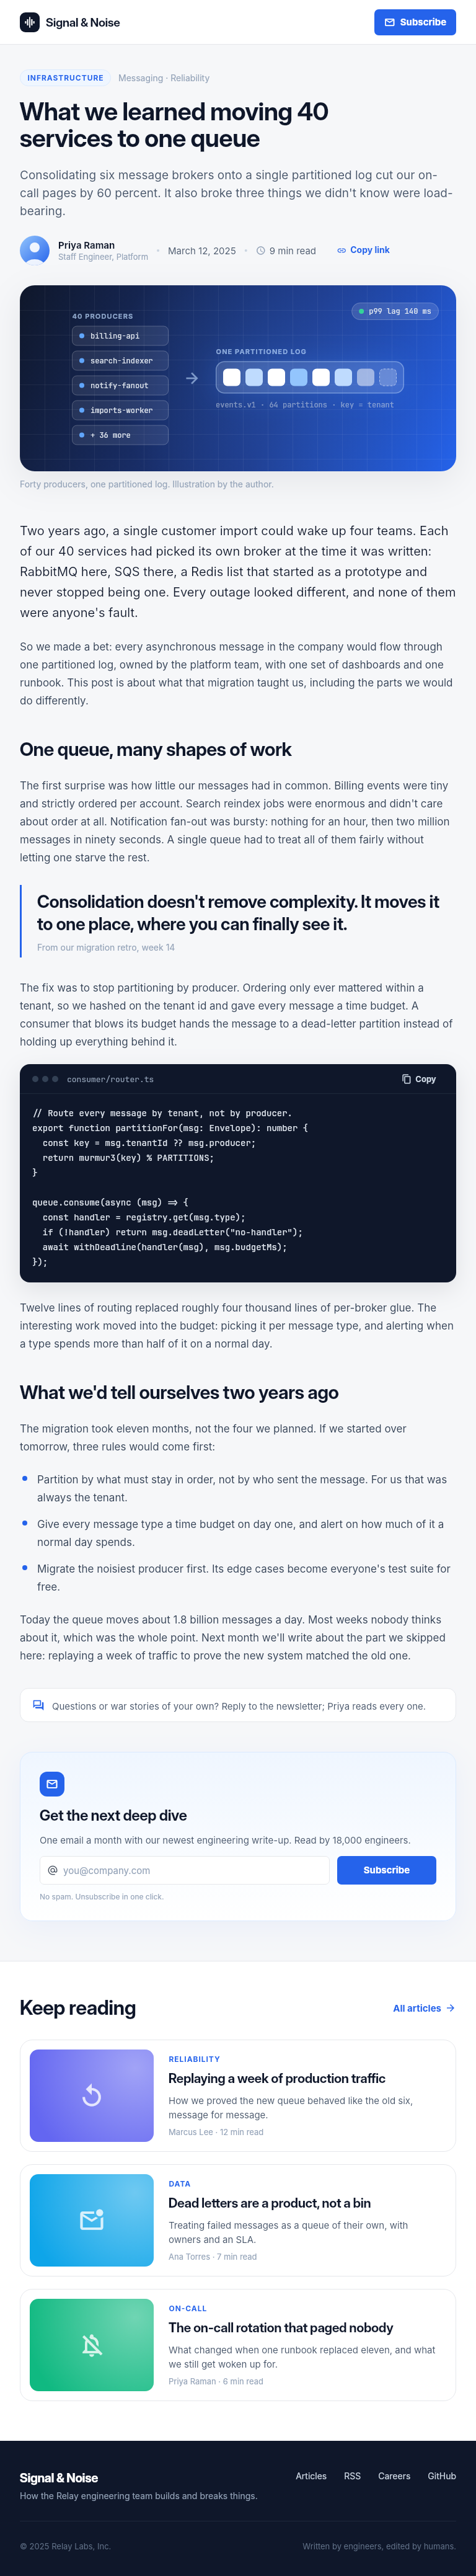 Signal & Noise
Subscribe
INFRASTRUCTURE
Messaging · Reliability
What we learned moving 40
services to one queue
Consolidating six message brokers onto a single partitioned log cut our on-
call pages by 60 percent. It also broke three things we didn't know were load-
bearing.
Priya Raman
Staff Engineer, Platform
March 12, 2025
9 min read
Copy link
p99 lag 140 ms
40 PRODUCERS
billing-api
search-indexer
notify-fanout
imports-worker
+ 36 more
ONE PARTITIONED LOG
events.v1 · 64 partitions · key = tenant
Forty producers, one partitioned log. Illustration by the author.
Two years ago, a single customer import could wake up four teams. Each
of our 40 services had picked its own broker at the time it was written:
RabbitMQ here, SQS there, a Redis list that started as a prototype and
never stopped being one. Every outage looked different, and none of them
were anyone's fault.
So we made a bet: every asynchronous message in the company would flow through
one partitioned log, owned by the platform team, with one set of dashboards and one
runbook. This post is about what that migration taught us, including the parts we would
do differently.
One queue, many shapes of work
The first surprise was how little our messages had in common. Billing events were tiny
and strictly ordered per account. Search reindex jobs were enormous and didn't care
about order at all. Notification fan-out was bursty: nothing for an hour, then two million
messages in ninety seconds. A single queue had to treat all of them fairly without
letting one starve the rest.
Consolidation doesn't remove complexity. It moves it
to one place, where you can finally see it.
From our migration retro, week 14
The fix was to stop partitioning by producer. Ordering only ever mattered within a
tenant, so we hashed on the tenant id and gave every message a time budget. A
consumer that blows its budget hands the message to a dead-letter partition instead of
holding up everything behind it.
consumer/router.ts
Copy
// Route every message by tenant, not by producer.
export function partitionFor(msg: Envelope): number {
  const key = msg.tenantId ?? msg.producer;
  return murmur3(key) % PARTITIONS;
}
queue.consume(async (msg) => {
  const handler = registry.get(msg.type);
  if (!handler) return msg.deadLetter("no-handler");
  await withDeadline(handler(msg), msg.budgetMs);
});
Twelve lines of routing replaced roughly four thousand lines of per-broker glue. The
interesting work moved into the budget: picking it per message type, and alerting when
a type spends more than half of it on a normal day.
What we'd tell ourselves two years ago
The migration took eleven months, not the four we planned. If we started over
tomorrow, three rules would come first:
Partition by what must stay in order, not by who sent the message. For us that was
always the tenant.
Give every message type a time budget on day one, and alert on how much of it a
normal day spends.
Migrate the noisiest producer first. Its edge cases become everyone's test suite for
free.
Today the queue moves about 1.8 billion messages a day. Most weeks nobody thinks
about it, which was the whole point. Next month we'll write about the part we skipped
here: replaying a week of traffic to prove the new system matched the old one.
Questions or war stories of your own? Reply to the newsletter; Priya reads every one.
Get the next deep dive
One email a month with our newest engineering write-up. Read by 18,000 engineers.
you@company.com
Subscribe
No spam. Unsubscribe in one click.
Keep reading
All articles
RELIABILITY
Replaying a week of production traffic
How we proved the new queue behaved like the old six,
message for message.
Marcus Lee · 12 min read
DATA
Dead letters are a product, not a bin
Treating failed messages as a queue of their own, with
owners and an SLA.
Ana Torres · 7 min read
ON-CALL
The on-call rotation that paged nobody
What changed when one runbook replaced eleven, and what
we still get woken up for.
Priya Raman · 6 min read
Signal & Noise
How the Relay engineering team builds and breaks things.
Articles
RSS
Careers
GitHub
© 2025 Relay Labs, Inc.
Written by engineers, edited by humans.